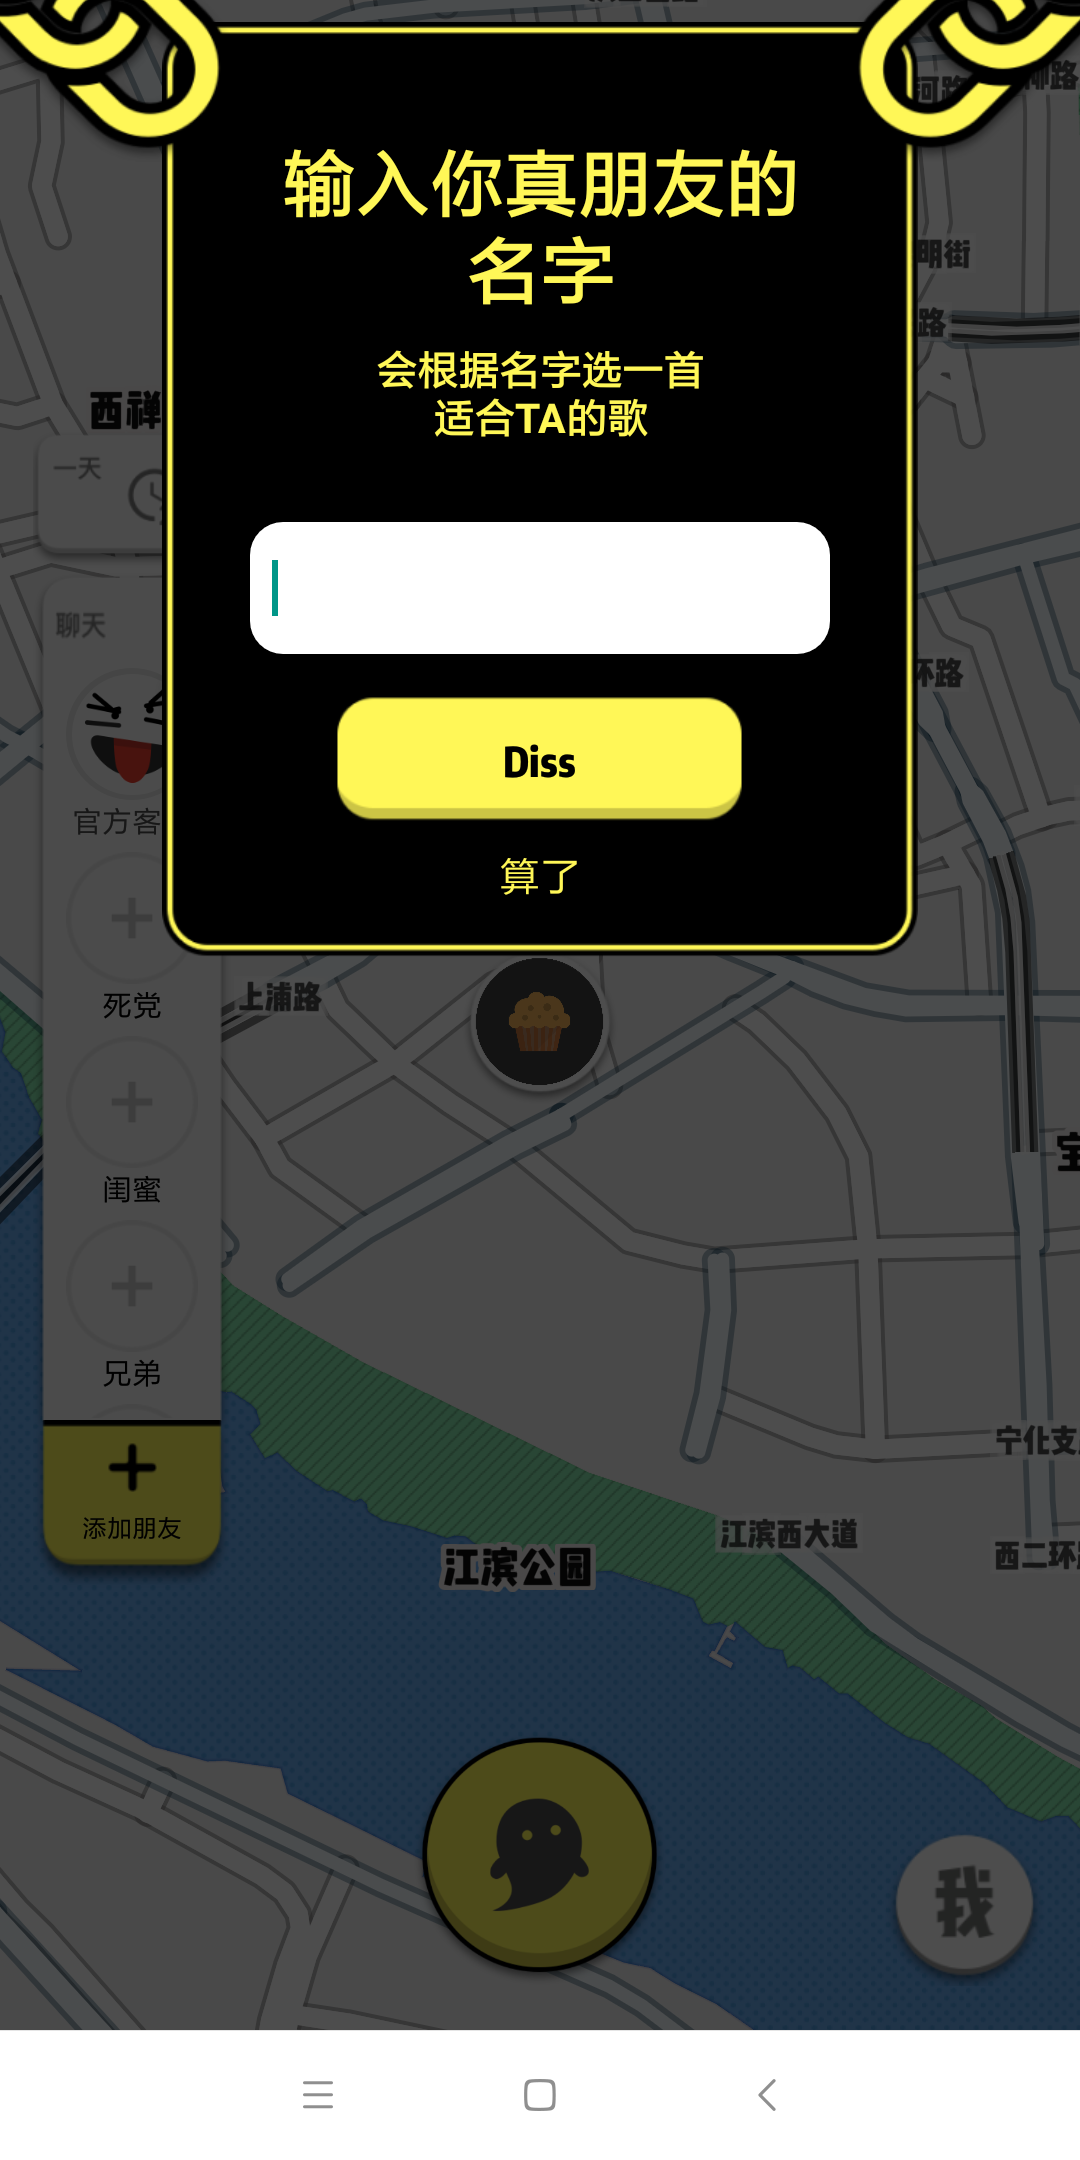 输入你真朋友的
名字
会根据名字选一首
适合TA的歌
Diss
算了
河路
柳路
明街
路
西禅
一天
聊天
环路
官方客
死党
上浦路
闺蜜
宝
兄弟
宁化支
添加朋友
江滨西大道
西二环
江滨公园
我